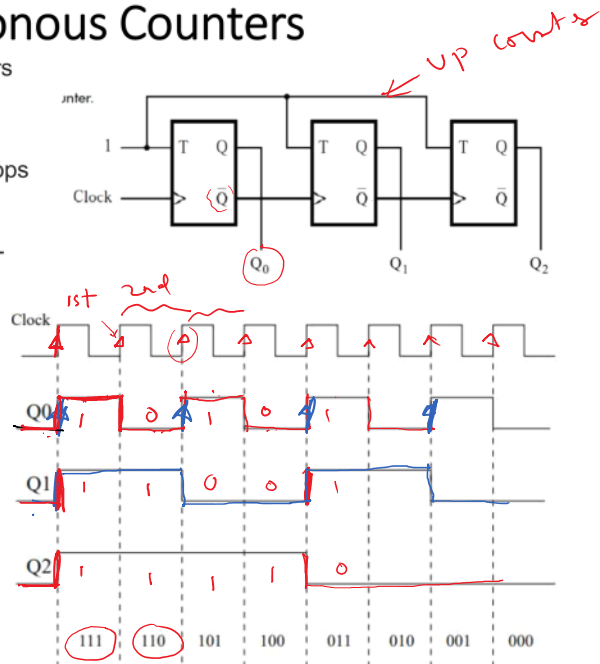 onous Counters
rs
UP counter
unter.
T Q T Q T Q
1
ops
Clock Q̅ Q̅ Q̅
Q₀ Q₁ Q₂
1st 2nd
Clock
Q0 1 0 1 0 1
Q1 1 1 0 0 1
Q2 1 1 1 1 0
111 110 101 100 011 010 001 000